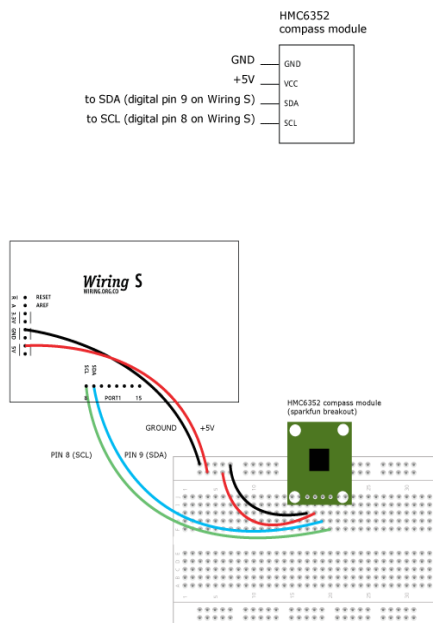 HMC6352
compass module
GND
GND
+5V
VCC
to SDA (digital pin 9 on Wiring S)
SDA
to SCL (digital pin 8 on Wiring S)
SCL
Wiring S
WIRING.ORG.CO
RESET
A
AREF
3.3V
GND
5V
SCL
SDA
8
PORT1
15
HMC6352 compass module
(sparkfun breakout)
GROUND
+5V
PIN 8 (SCL)
PIN 9 (SDA)